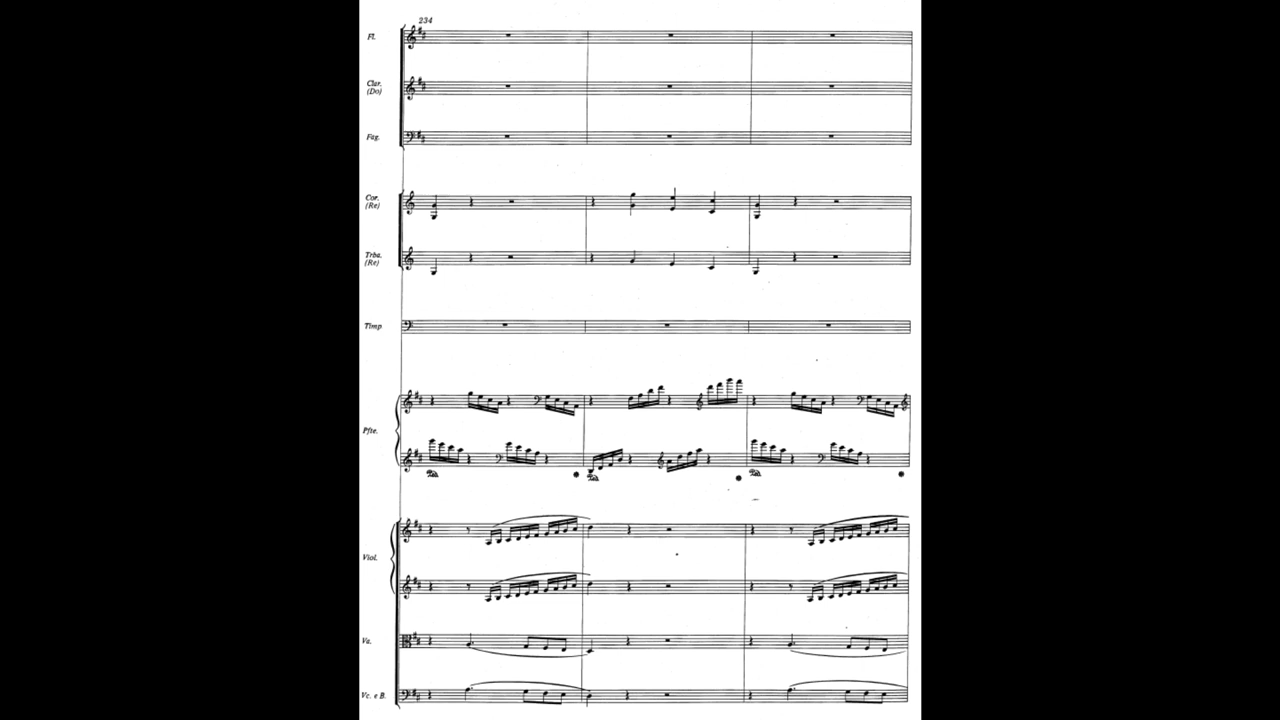 234
Fl.
Clar.
(Do)
Fag.
Cor.
(Re)
Trba.
(Re)
Timp
Pfte.
Viol.
Va.
Vc. e B.